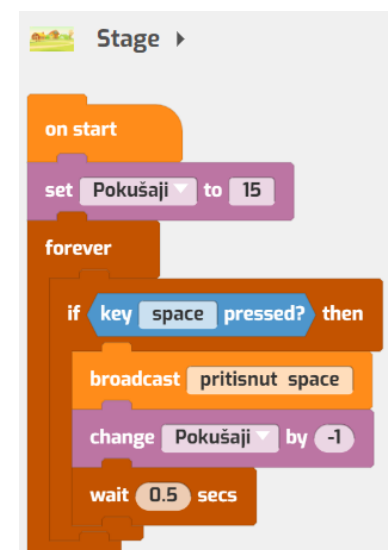 Stage
on start
set Pokušaji to 15
forever
if key space pressed? then
broadcast pritisnut space
change Pokušaji by -1
wait 0.5 secs